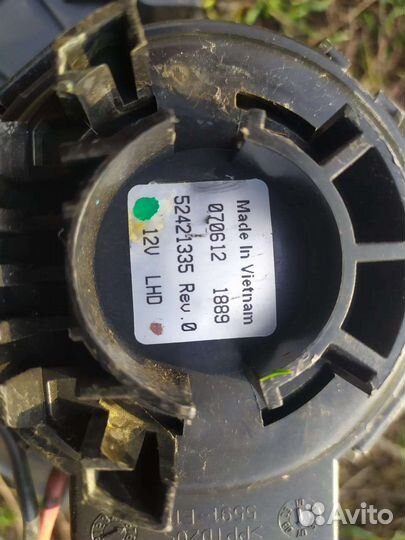 Made In Vietnam
070612 1889
52421335 Rev.0
12V LHD
Avito